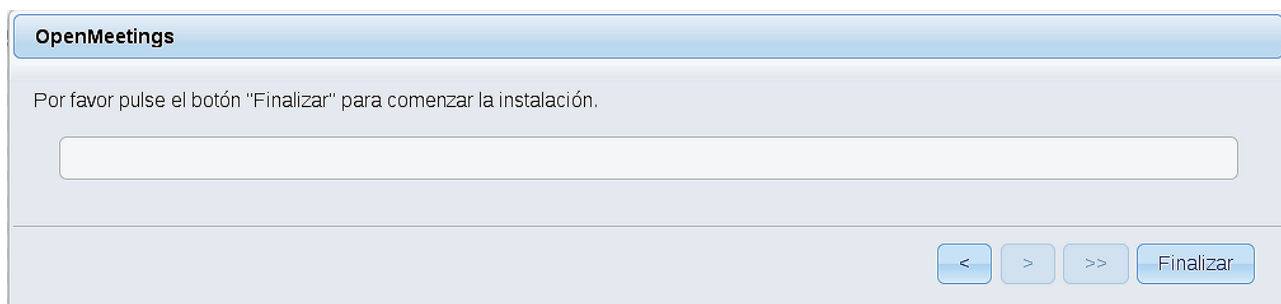 OpenMeetings
Por favor pulse el botón "Finalizar" para comenzar la instalación.
< > >> Finalizar